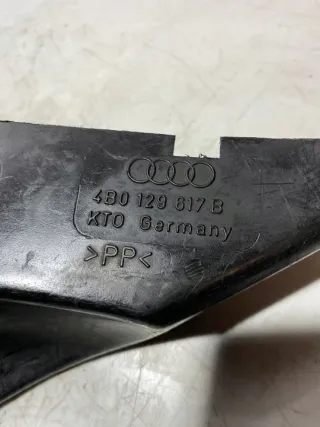 4B0 129 617 B
KTO Germany
>PP<